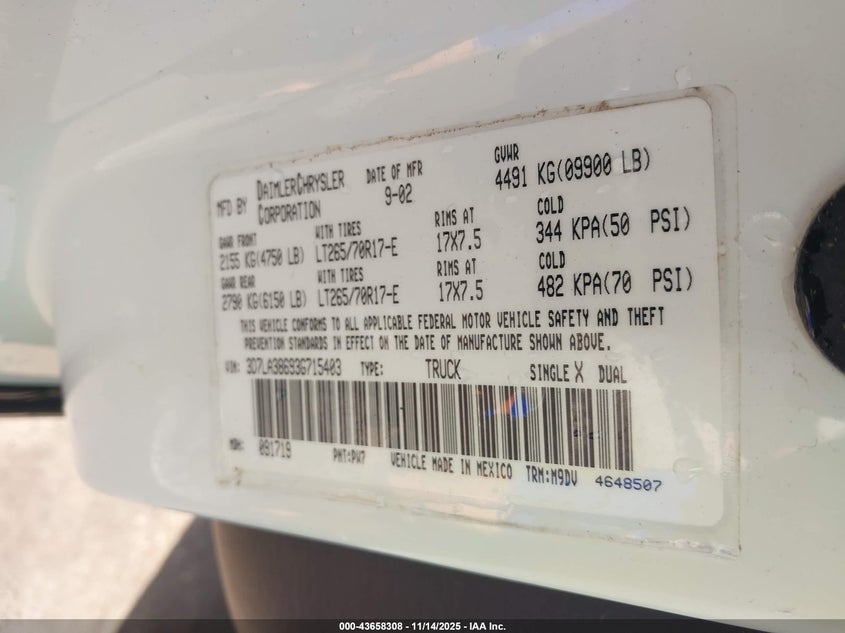 MFD BY DAIMLERCHRYSLER CORPORATION DATE OF MFR 9-02 GVWR 4491 KG(09900 LB)
GAWR FRONT WITH TIRES RIMS AT COLD
2155 KG(4750 LB) LT265/70R17-E 17X7.5 344 KPA(50 PSI)
GAWR REAR WITH TIRES RIMS AT COLD
2790 KG(6150 LB) LT265/70R17-E 17X7.5 482 KPA(70 PSI)
THIS VEHICLE CONFORMS TO ALL APPLICABLE FEDERAL MOTOR VEHICLE SAFETY AND THEFT
PREVENTION STANDARDS IN EFFECT ON THE DATE OF MANUFACTURE SHOWN ABOVE.
VIN: 3D7LA38693G715403 TYPE: TRUCK SINGLE X DUAL
MDH: 091719 PNT:PW7 VEHICLE MADE IN MEXICO TRM:M9DV 4648507
000-43658308 - 11/14/2025 - IAA Inc.